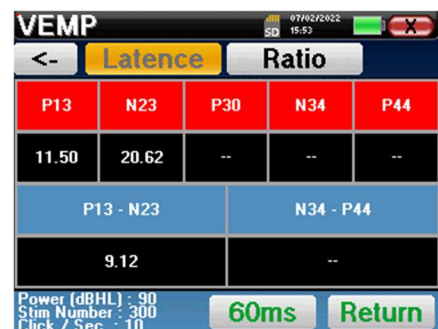 VEMP SD 07/02/2022 15:53 X
<- Latence Ratio
P13 N23 P30 N34 P44
11.50 20.62 -- -- --
P13 - N23 N34 - P44
9.12 --
Power (dBHL) : 90
Stim Number : 300
Click / Sec. : 10
60ms Return